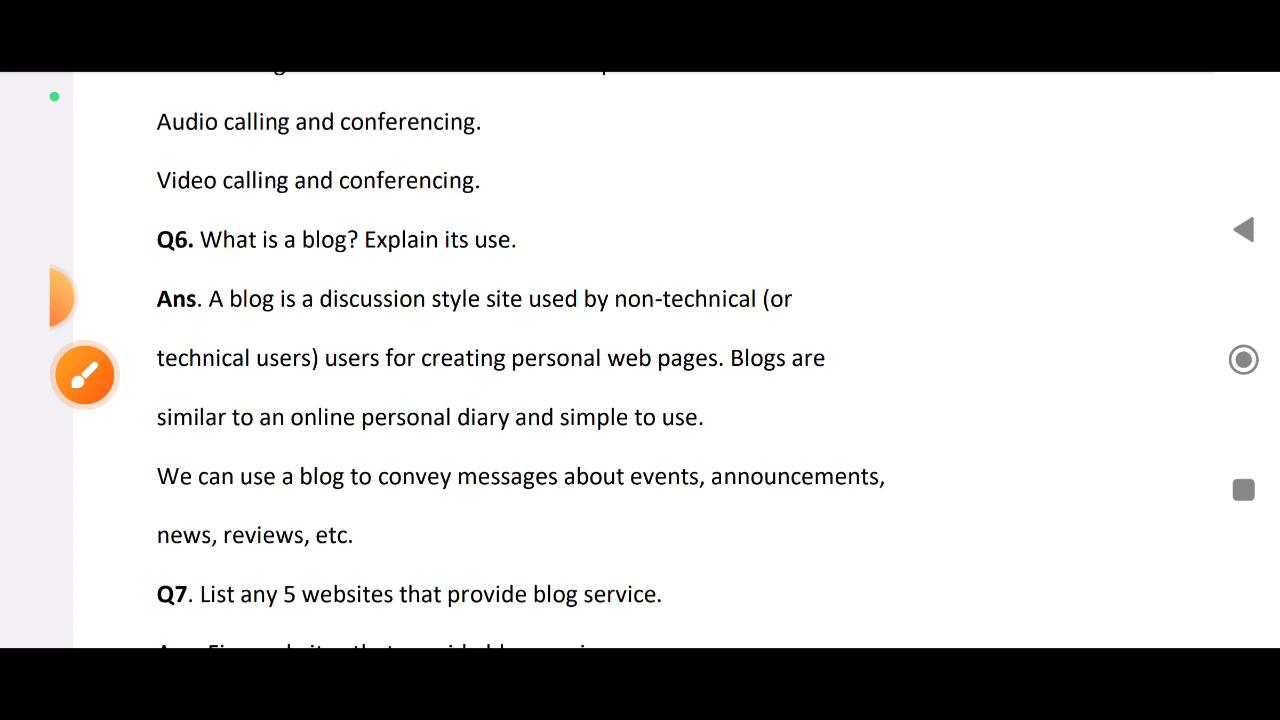 Audio calling and conferencing.
Video calling and conferencing.
Q6. What is a blog? Explain its use.
Ans. A blog is a discussion style site used by non-technical (or
technical users) users for creating personal web pages. Blogs are
similar to an online personal diary and simple to use.
We can use a blog to convey messages about events, announcements,
news, reviews, etc.
Q7. List any 5 websites that provide blog service.